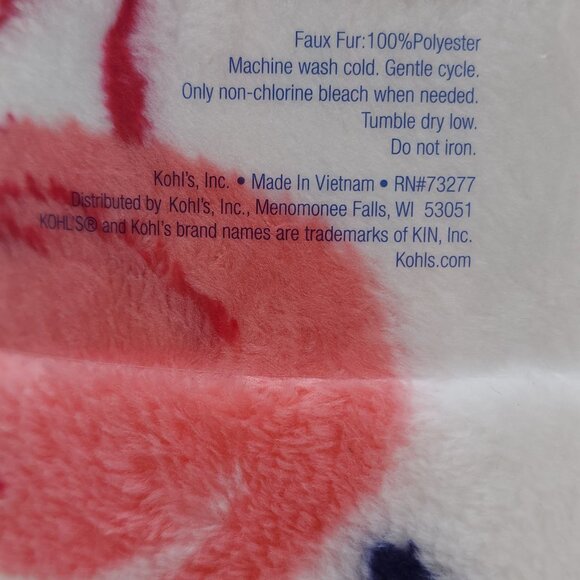 Faux Fur:100%Polyester
Machine wash cold. Gentle cycle.
Only non-chlorine bleach when needed.
Tumble dry low.
Do not iron.
Kohl's, Inc. • Made In Vietnam • RN#73277
Distributed by Kohl's, Inc., Menomonee Falls, WI 53051
KOHL'S® and Kohl's brand names are trademarks of KIN, Inc.
Kohls.com